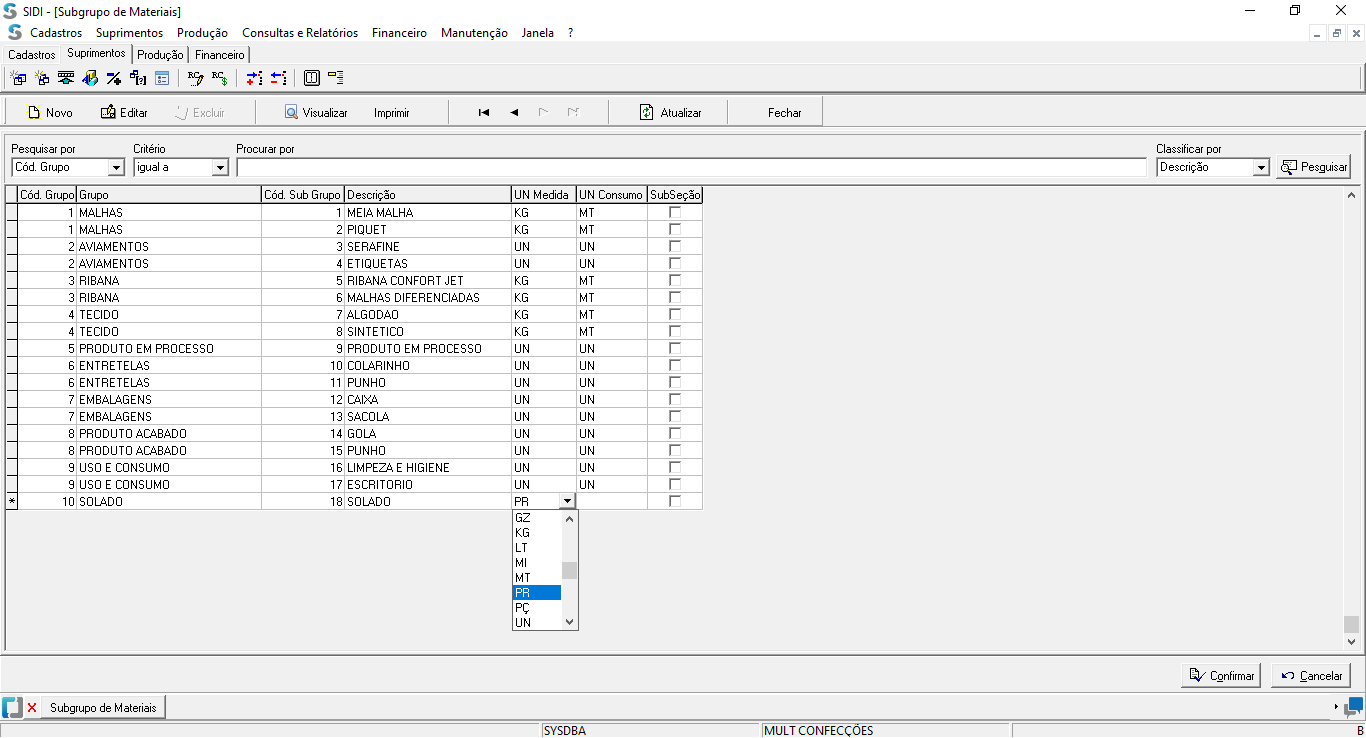 SIDI - [Subgrupo de Materiais]
Cadastros Suprimentos Produção Consultas e Relatórios Financeiro Manutenção Janela ?
Cadastros Suprimentos Produção Financeiro
Novo Editar Excluir Visualizar Imprimir Atualizar Fechar
Pesquisar por Critério Procurar por Classificar por
Cód. Grupo igual a Descrição Pesquisar
Cód. Grupo Grupo Cód. Sub Grupo Descrição UN Medida UN Consumo SubSeção
1 MALHAS 1 MEIA MALHA KG MT
1 MALHAS 2 PIQUET KG MT
2 AVIAMENTOS 3 SERAFINE UN UN
2 AVIAMENTOS 4 ETIQUETAS UN UN
3 RIBANA 5 RIBANA CONFORT JET KG MT
3 RIBANA 6 MALHAS DIFERENCIADAS KG MT
4 TECIDO 7 ALGODAO KG MT
4 TECIDO 8 SINTETICO KG MT
5 PRODUTO EM PROCESSO 9 PRODUTO EM PROCESSO UN UN
6 ENTRETELAS 10 COLARINHO UN UN
6 ENTRETELAS 11 PUNHO UN UN
7 EMBALAGENS 12 CAIXA UN UN
7 EMBALAGENS 13 SACOLA UN UN
8 PRODUTO ACABADO 14 GOLA UN UN
8 PRODUTO ACABADO 15 PUNHO UN UN
9 USO E CONSUMO 16 LIMPEZA E HIGIENE UN UN
9 USO E CONSUMO 17 ESCRITORIO UN UN
* 10 SOLADO 18 SOLADO PR
GZ
KG
LT
MI
MT
PR
PÇ
UN
Confirmar Cancelar
Subgrupo de Materiais
SYSDBA MULT CONFECÇÕES B